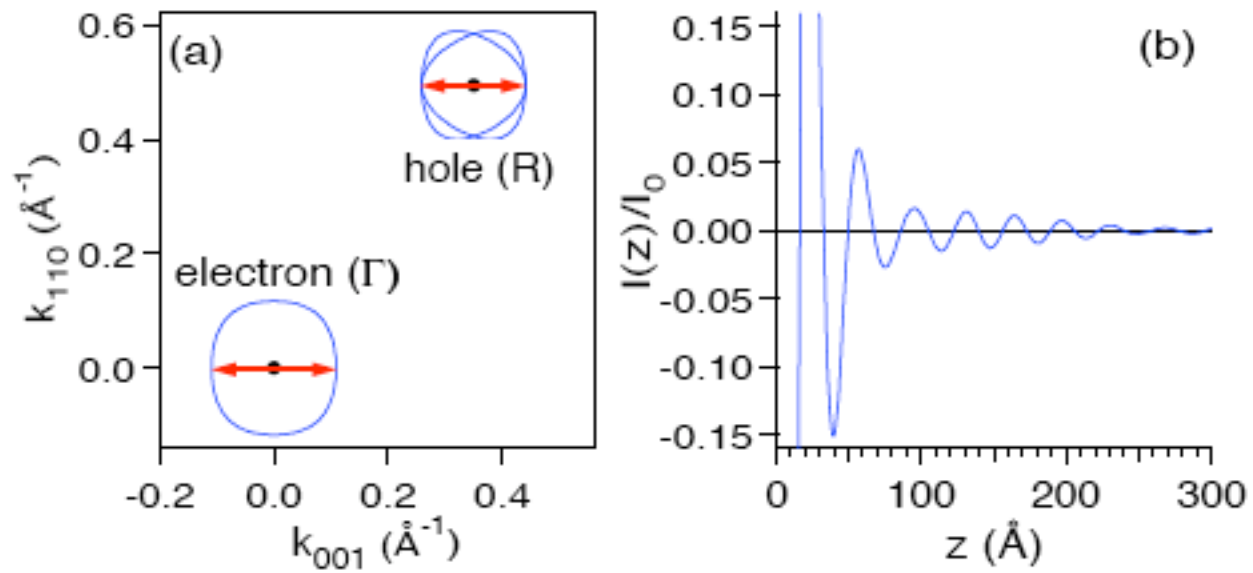 (a)
0.6
0.4
0.2
0.0
k110 (Å-1)
hole (R)
electron (Γ)
-0.2 0.0 0.2 0.4
k001 (Å-1)
(b)
0.15
0.10
0.05
0.00
-0.05
-0.10
-0.15
I(z)/I0
0 100 200 300
z (Å)